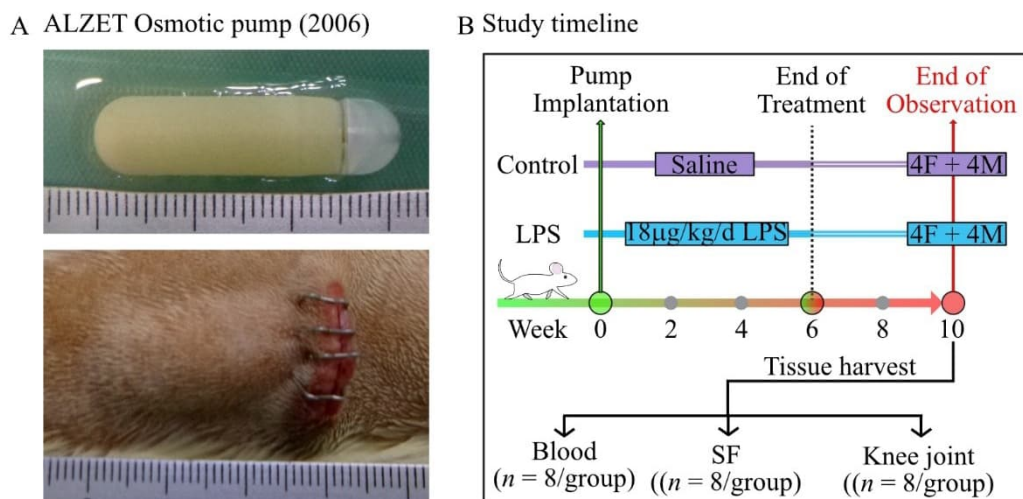 A ALZET Osmotic pump (2006)
B Study timeline
Pump
Implantation
End of
Treatment
End of
Observation
Control
Saline
4F + 4M
LPS
18μg/kg/d LPS
4F + 4M
Week
0
2
4
6
8
10
Tissue harvest
Blood
(n = 8/group)
SF
((n = 8/group)
Knee joint
((n = 8/group)